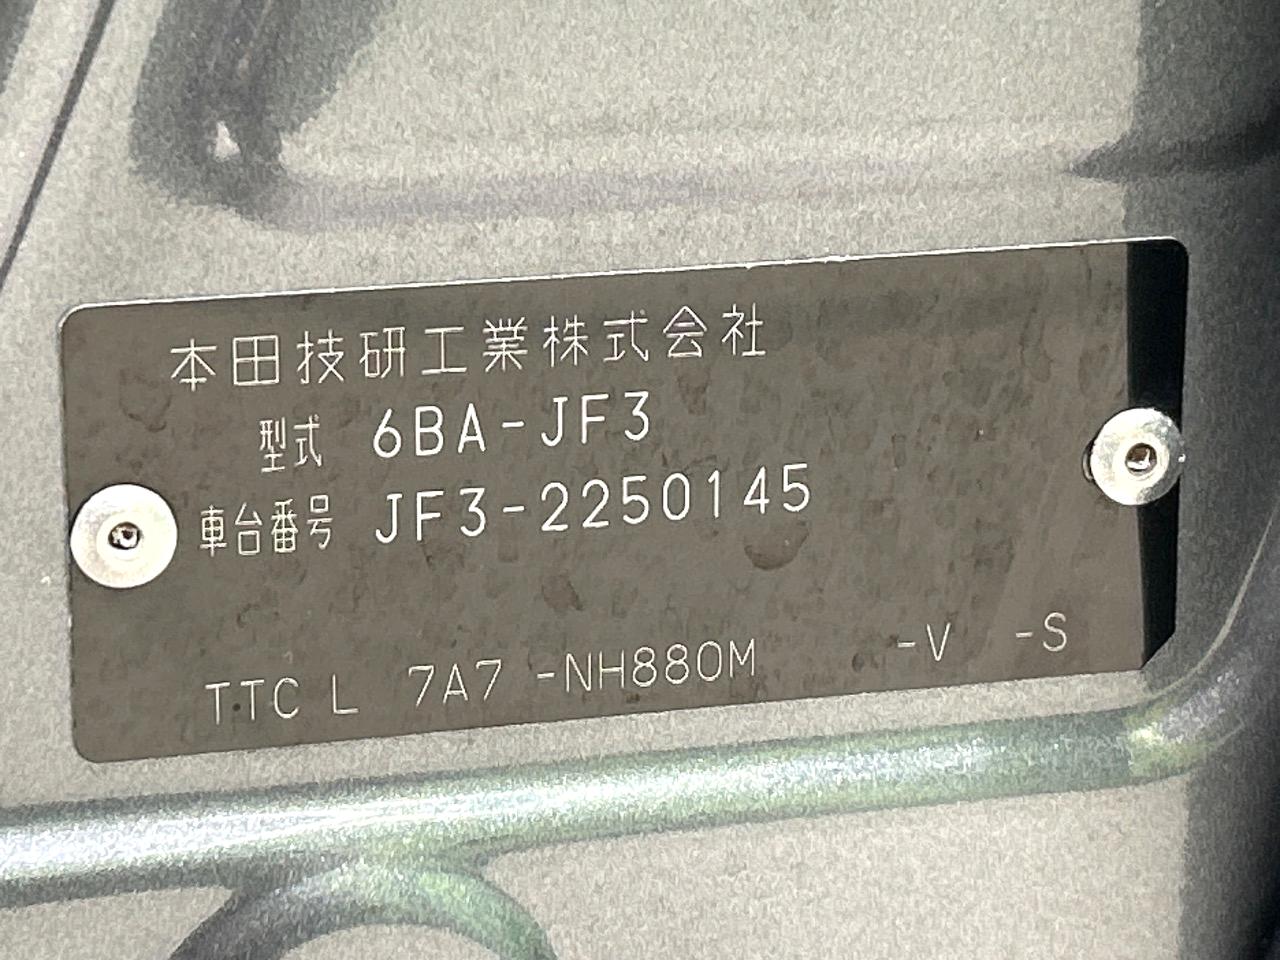 本田技研工業株式会社
型式 6BA-JF3
車台番号 JF3-2250145
TTC L 7A7 -NH880M -V -S